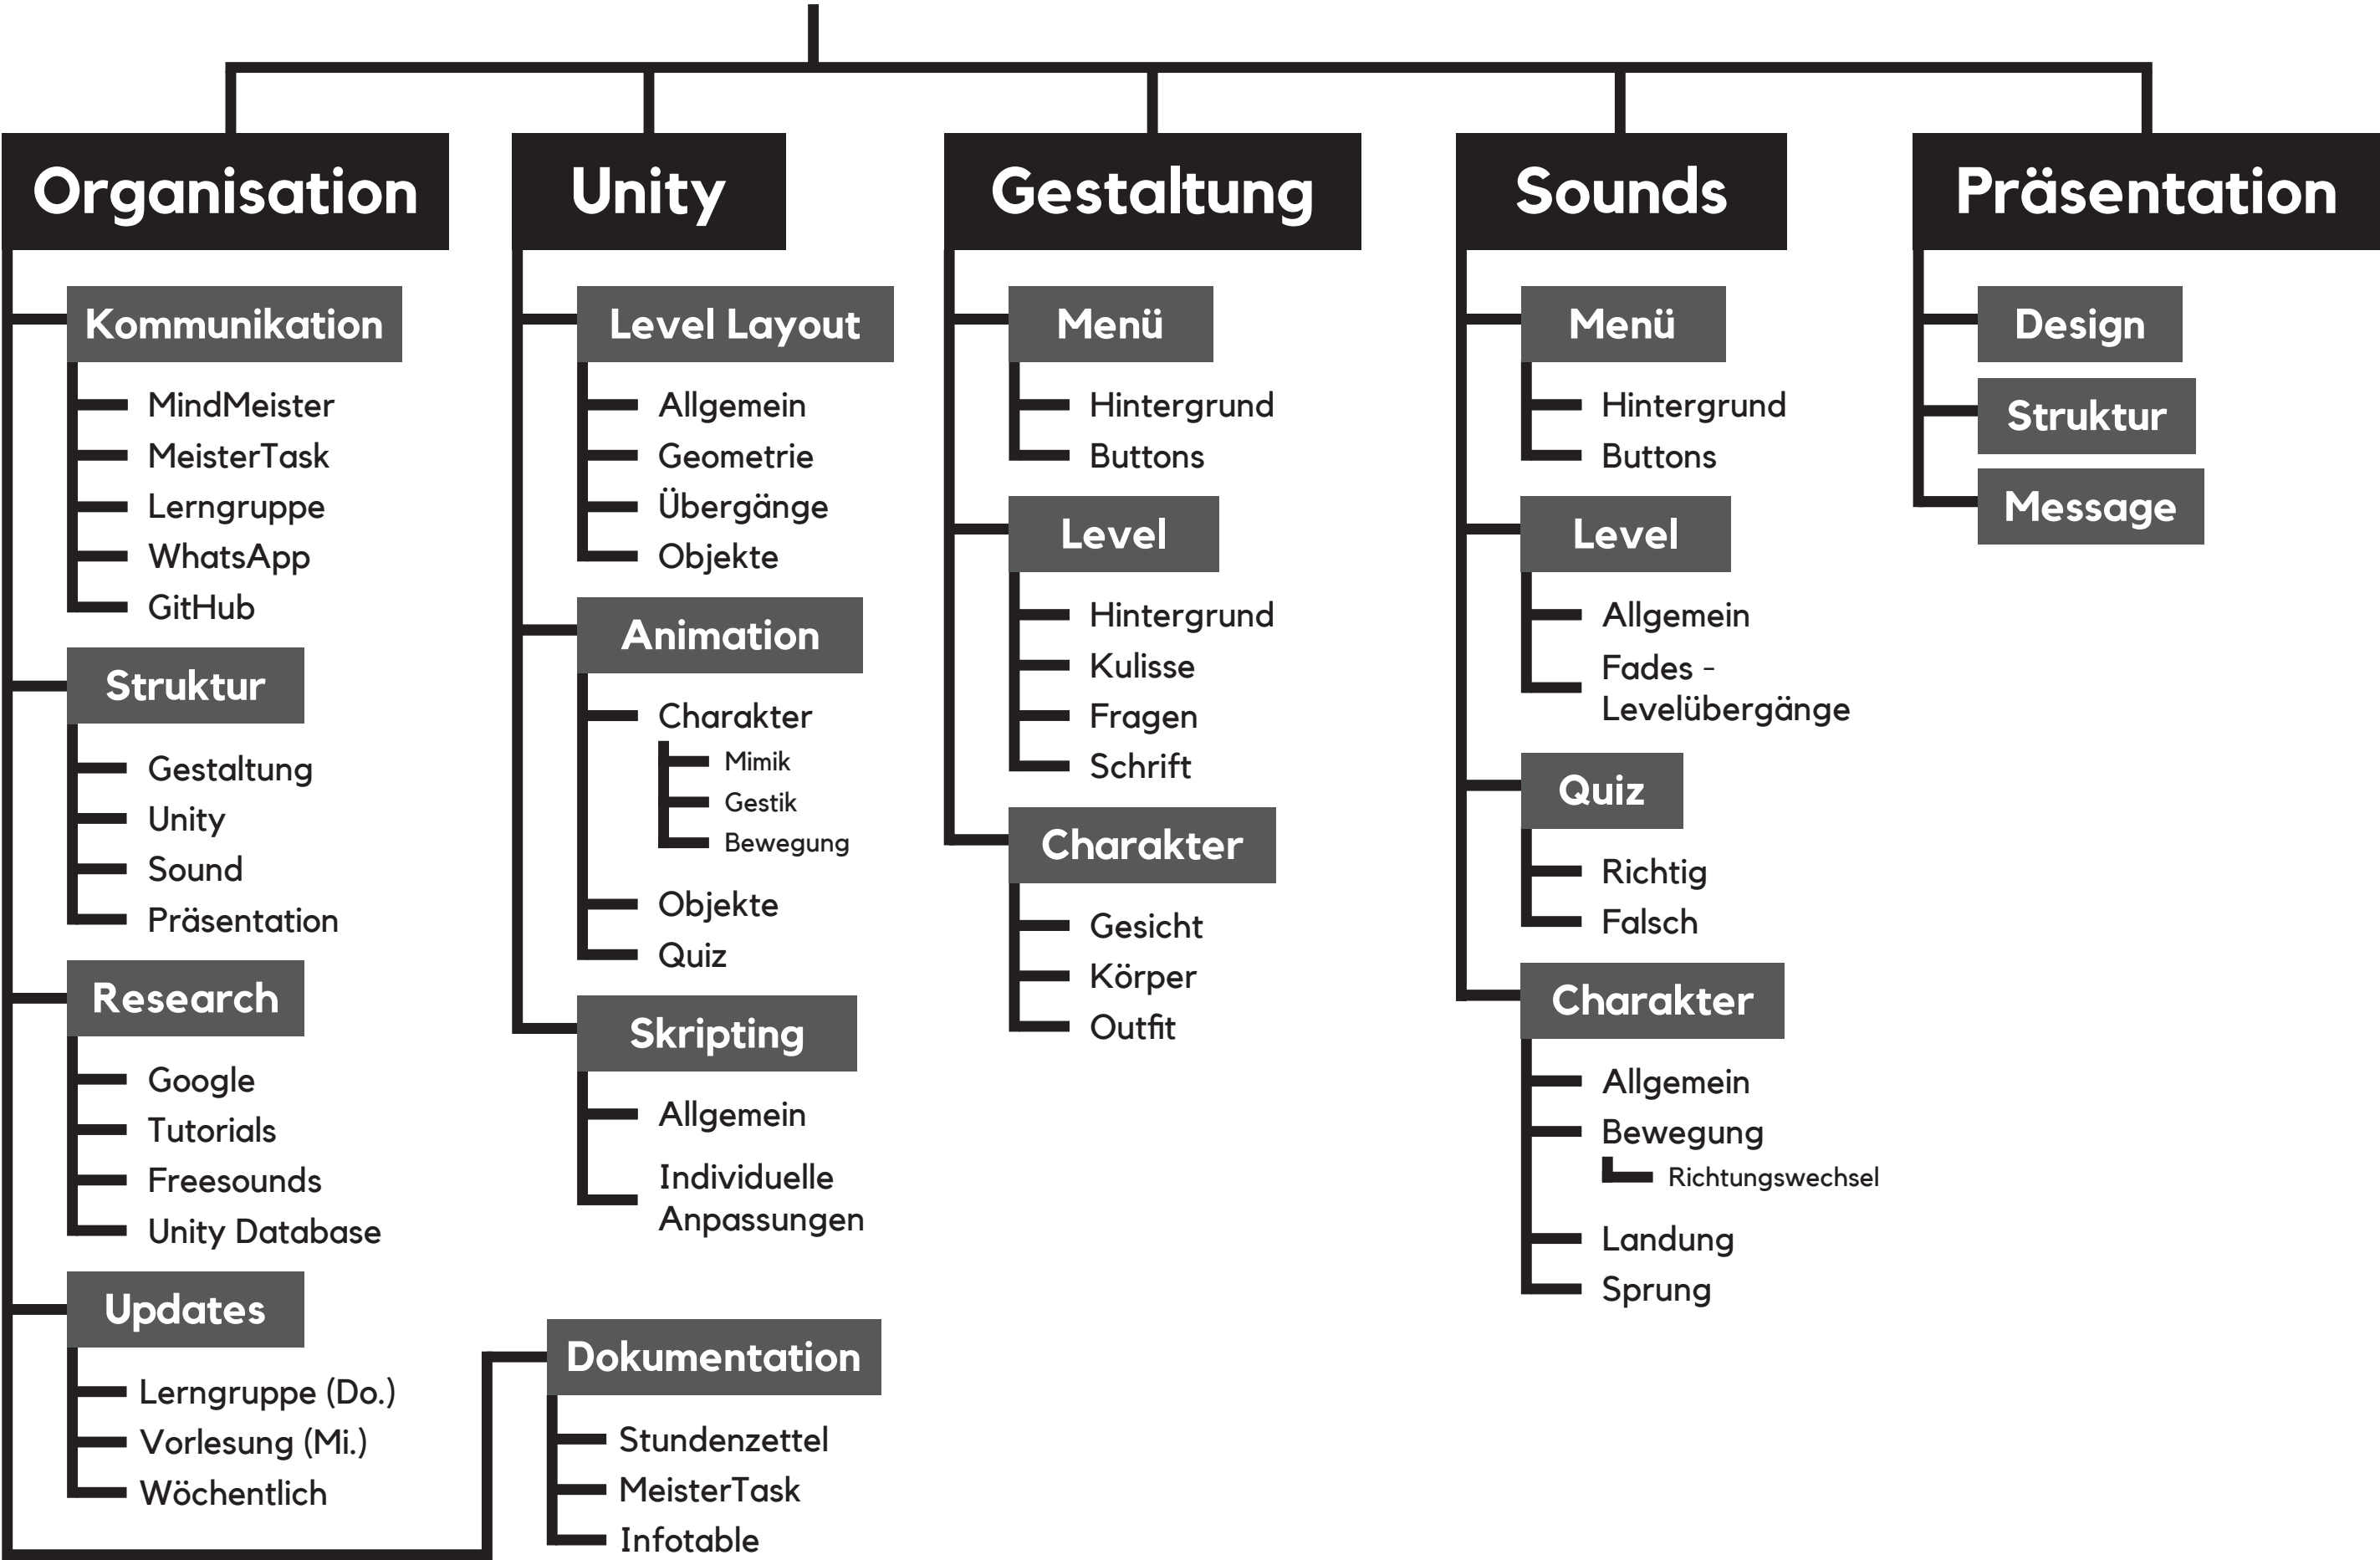 Organisation
Kommunikation
MindMeister
MeisterTask
Lerngruppe
WhatsApp
GitHub
Struktur
Gestaltung
Unity
Sound
Präsentation
Research
Google
Tutorials
Freesounds
Unity Database
Updates
Lerngruppe (Do.)
Vorlesung (Mi.)
Wöchentlich
Dokumentation
Stundenzettel
MeisterTask
Infotable
Unity
Level Layout
Allgemein
Geometrie
Übergänge
Objekte
Animation
Charakter
Mimik
Gestik
Bewegung
Objekte
Quiz
Skripting
Allgemein
Individuelle
Anpassungen
Gestaltung
Menü
Hintergrund
Buttons
Level
Hintergrund
Kulisse
Fragen
Schrift
Charakter
Gesicht
Körper
Outfit
Sounds
Menü
Hintergrund
Buttons
Level
Allgemein
Fades -
Levelübergänge
Quiz
Richtig
Falsch
Charakter
Allgemein
Bewegung
Richtungswechsel
Landung
Sprung
Präsentation
Design
Struktur
Message